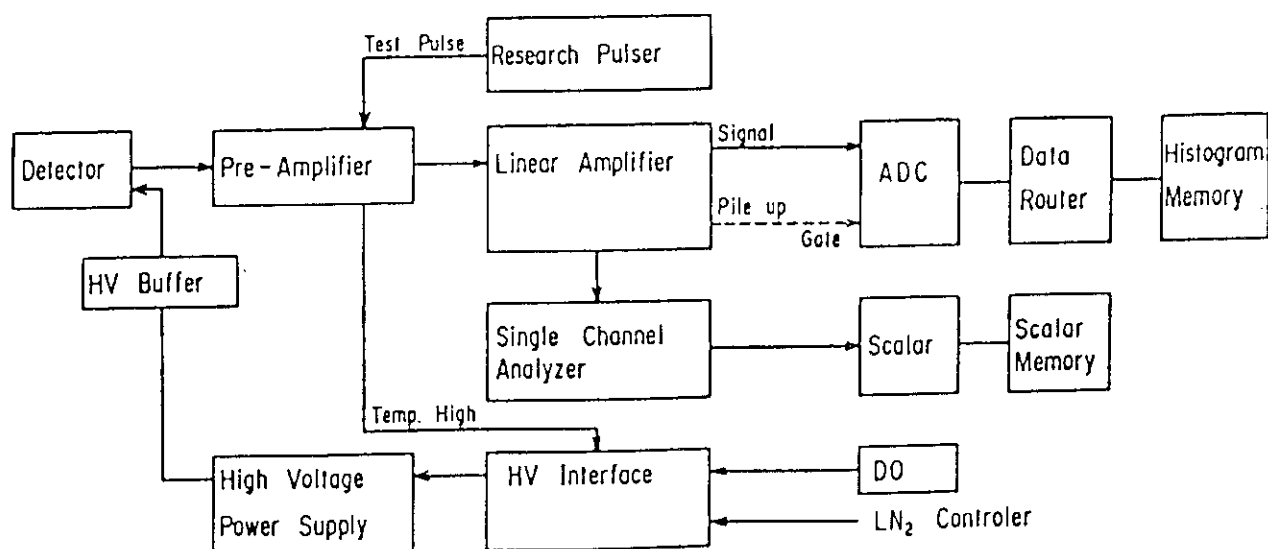 Test Pulse
Research Pulser
Detector
Pre-Amplifier
Linear Amplifier
Signal
Pile up
Gate
ADC
Data
Router
Histogram
Memory
HV Buffer
Single Channel
Analyzer
Scalar
Scalar
Memory
Temp. High
High Voltage
Power Supply
HV Interface
DO
LN₂ Controler